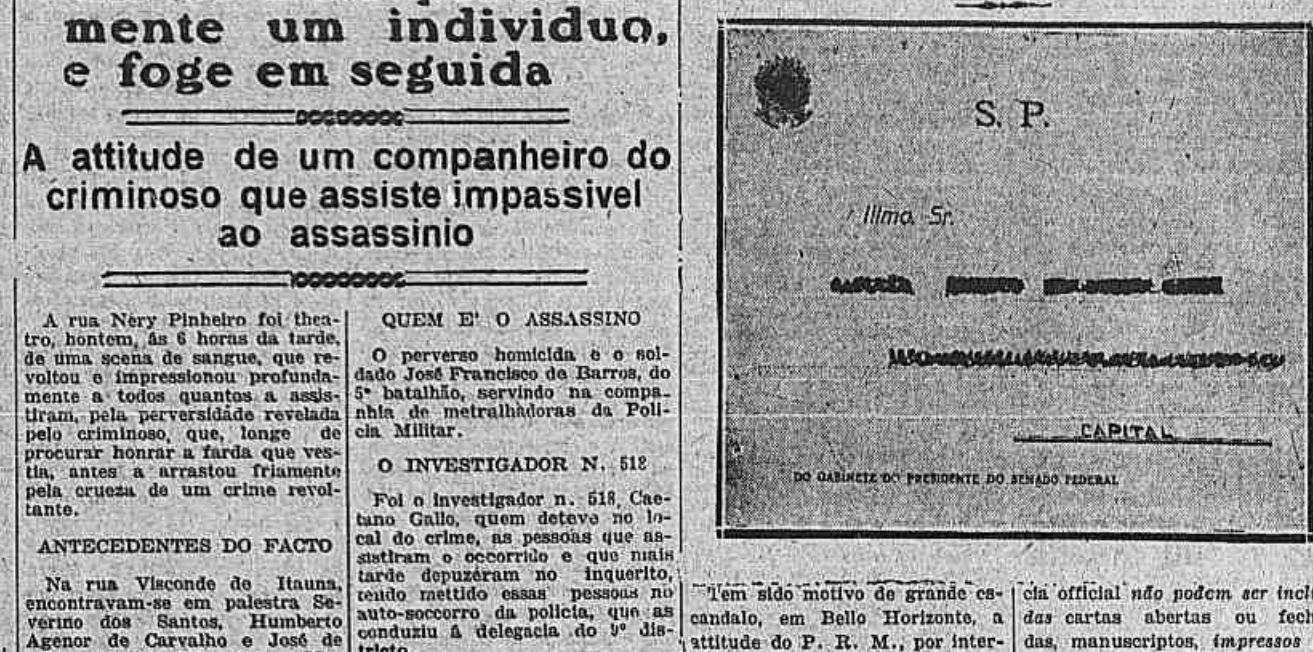 mente um individuo,
e foge em seguida
A attitude de um companheiro do
criminoso que assiste impassivel
ao assassinio
A rua Nery Pinheiro foi thea-
tro, hontem, ás 6 horas da tarde,
de uma scena de sangue, que re-
voltou e impressionou profunda-
mente a todos quantos a assis-
tiram, pela perversidade revelada
pelo criminoso, que, longe de
procurar honrar a farda que ves-
tia, antes a arrastou friamente
pela crueza de um crime revol-
tante.
ANTECEDENTES DO FACTO
Na rua Visconde de Itauna,
encontravam-se em palestra Se-
verino dos Santos, Humberto
Agenor de Carvalho e José de
QUEM E' O ASSASSINO
O perverso homicida é o sol-
dado José Francisco de Barros, do
5º batalhão, servindo na compa-
nhia de metralhadoras da Poli-
cia Militar.
O INVESTIGADOR N. 518
Foi o investigador n. 518, Cae-
tano Gallo, quem deteve no lo-
cal do crime, as pessoas que as-
sistiram o occorrido e que mais
tarde depuzéram no inquerito,
tendo mettido essas pessoas no
auto-soccorro da policia, que as
conduziu á delegacia do 9º dis-
tricto.
S. P.
Illmo. Sr.
CAPITAL
DO GABINETE DO PRESIDENTE DO SENADO FEDERAL
Tem sido motivo de grande es-
candalo, em Bello Horizonte, a
attitude do P. R. M., por inter-
cia official não podem ser inclui
das cartas abertas ou fech
das, manuscriptos, impressos